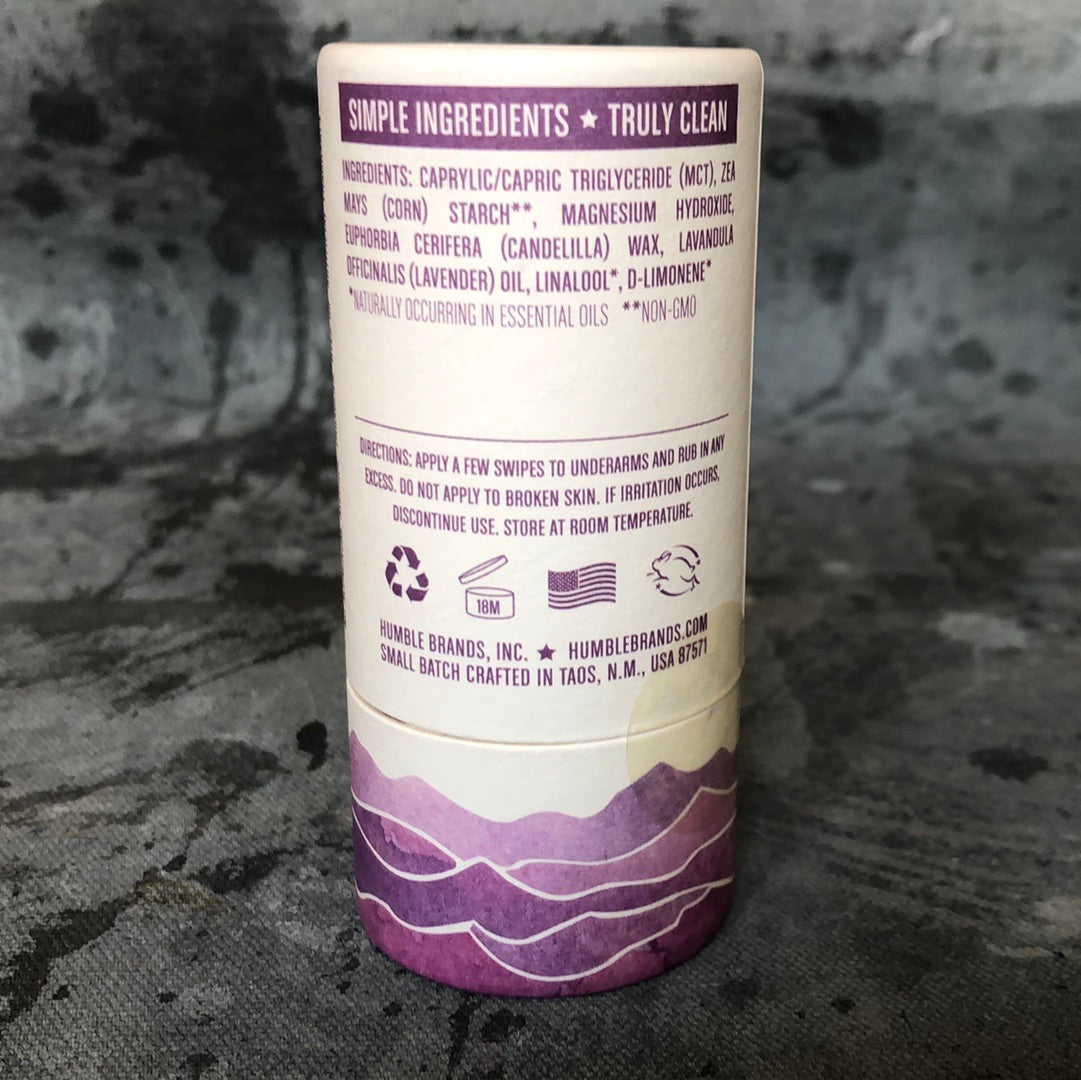 SIMPLE INGREDIENTS ★ TRULY CLEAN
INGREDIENTS: CAPRYLIC/CAPRIC TRIGLYCERIDE (MCT), ZEA
MAYS (CORN) STARCH**, MAGNESIUM HYDROXIDE,
EUPHORBIA CERIFERA (CANDELILLA) WAX, LAVANDULA
OFFICINALIS (LAVENDER) OIL, LINALOOL*, D-LIMONENE*
*NATURALLY OCCURRING IN ESSENTIAL OILS **NON-GMO
DIRECTIONS: APPLY A FEW SWIPES TO UNDERARMS AND RUB IN ANY
EXCESS. DO NOT APPLY TO BROKEN SKIN. IF IRRITATION OCCURS,
DISCONTINUE USE. STORE AT ROOM TEMPERATURE.
18M
HUMBLE BRANDS, INC. ★ HUMBLEBRANDS.COM
SMALL BATCH CRAFTED IN TAOS, N.M., USA 87571